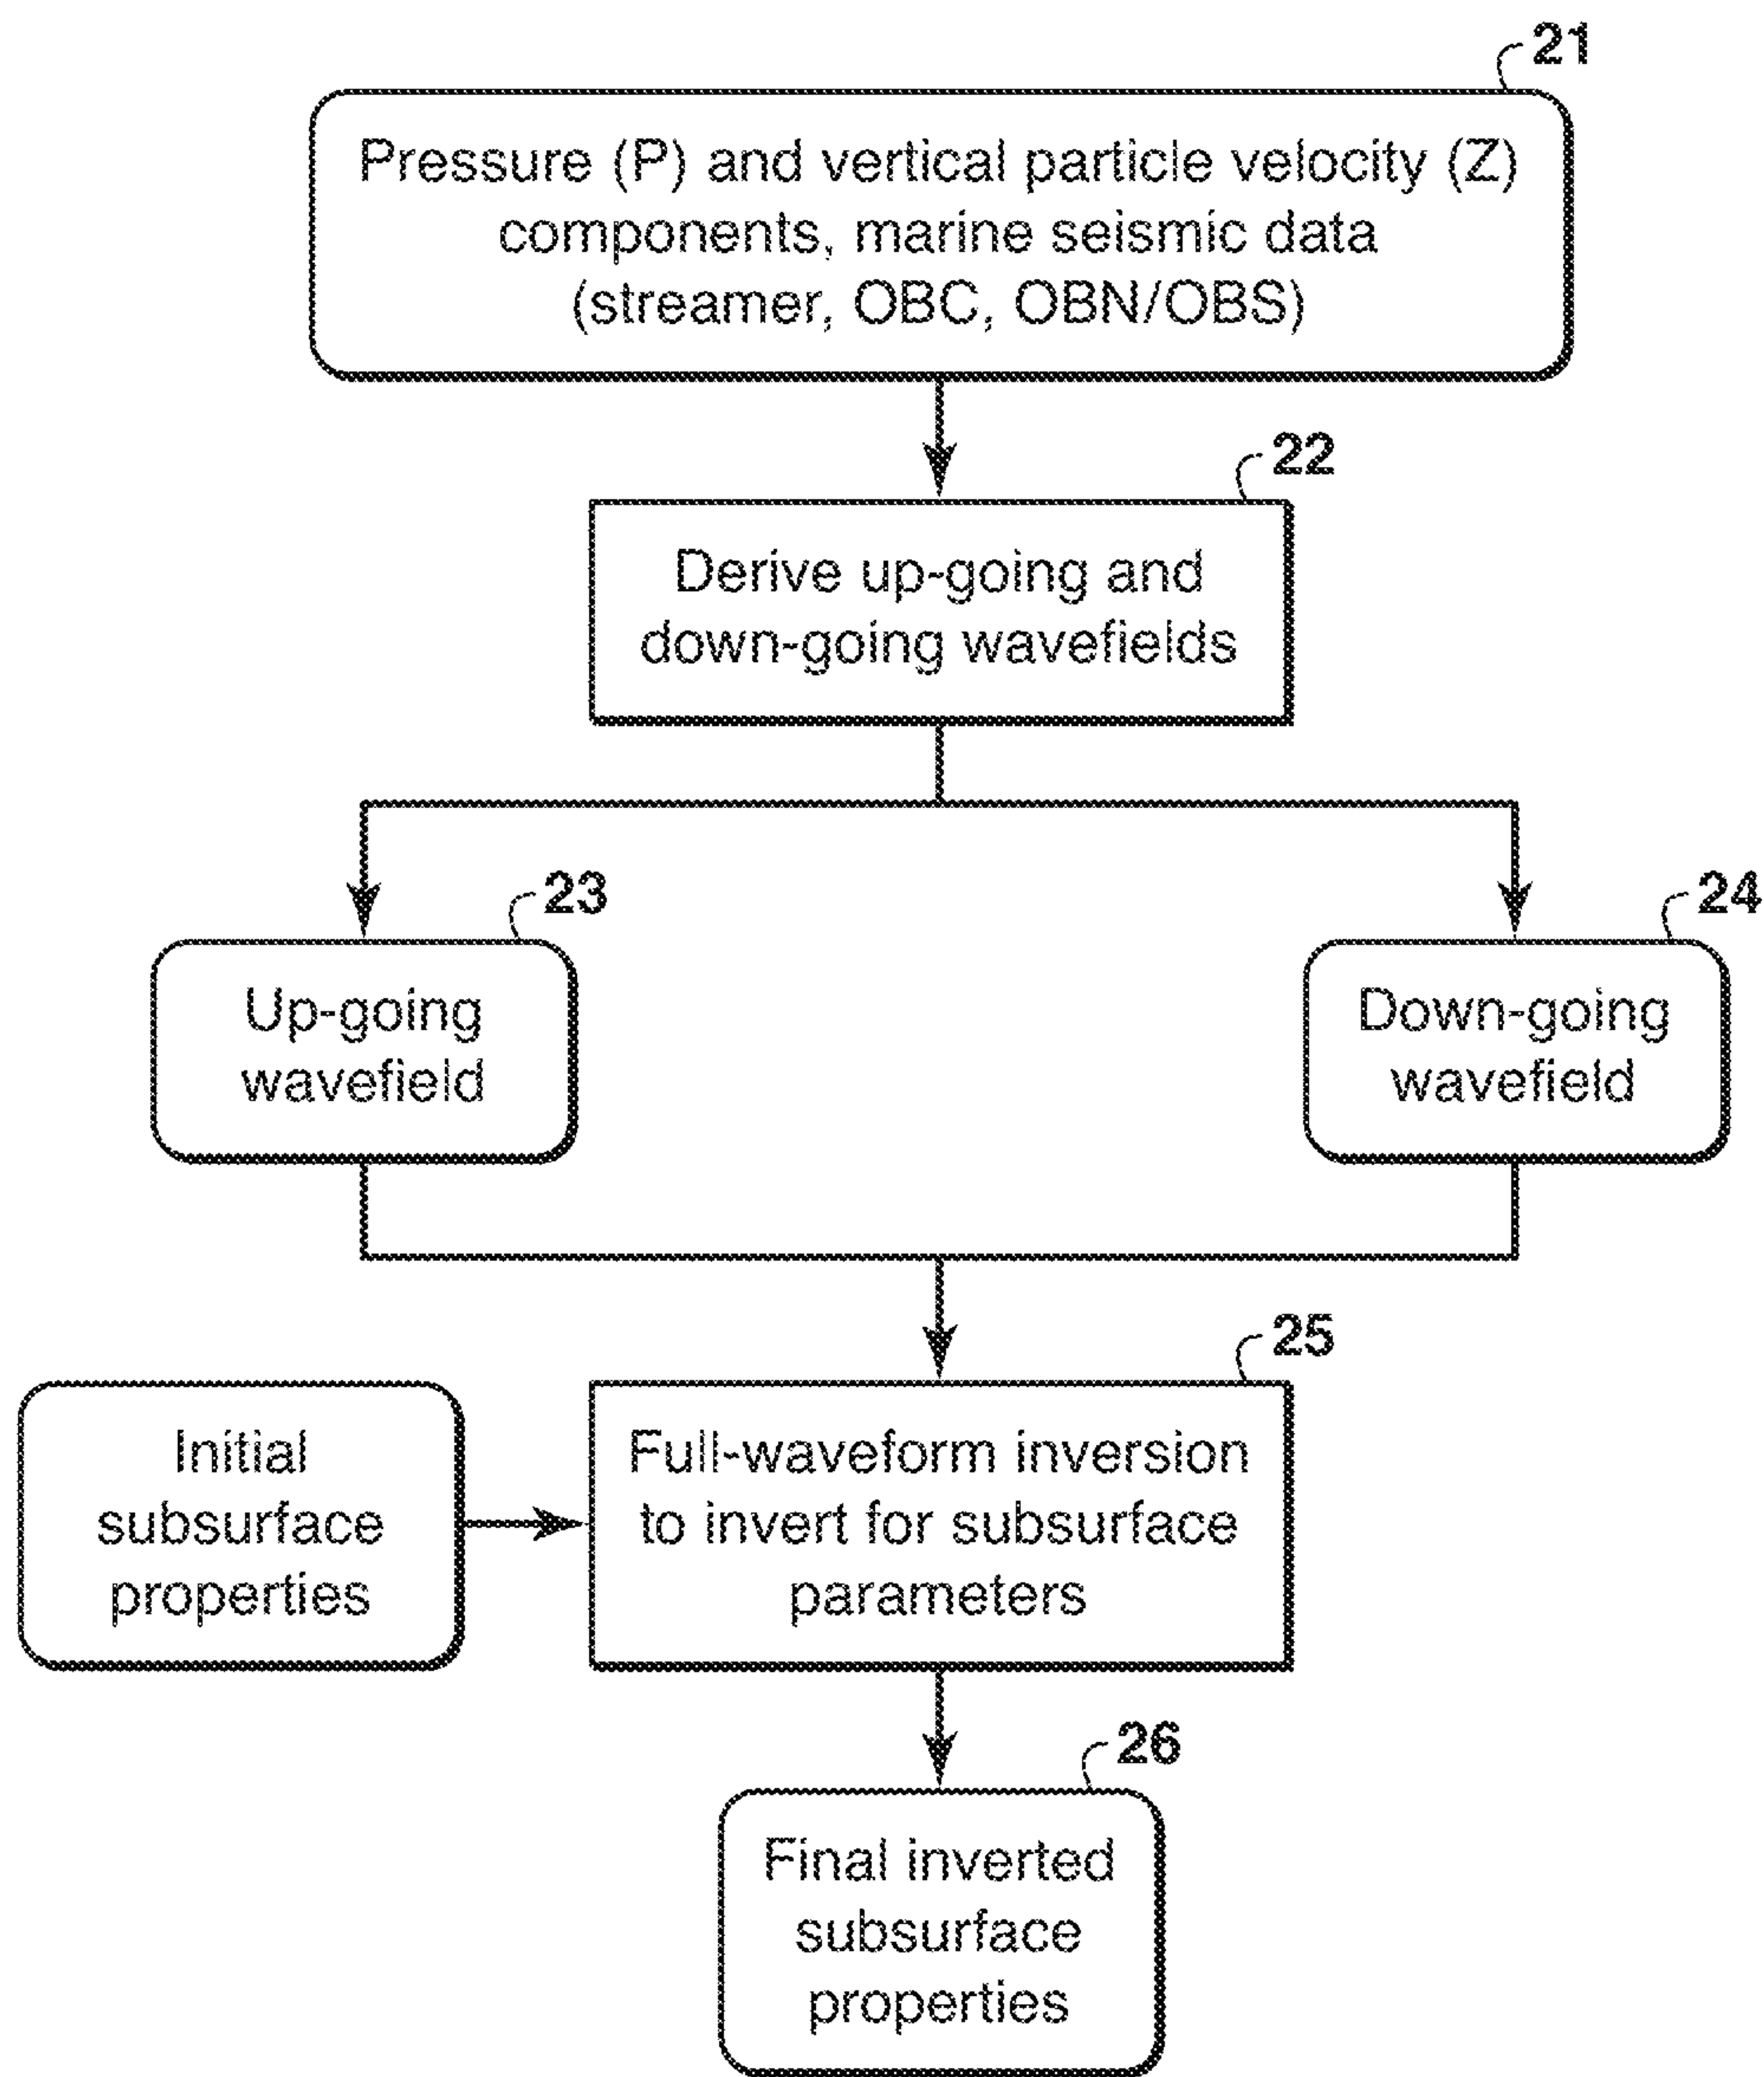 21
Pressure (P) and vertical particle velocity (Z)
components, marine seismic data
(streamer, OBC, OBN/OBS)
22
Derive up-going and
down-going wavefields
23
Up-going
wavefield
24
Down-going
wavefield
25
Initial
subsurface
properties
Full-waveform inversion
to invert for subsurface
parameters
26
Final inverted
subsurface
properties